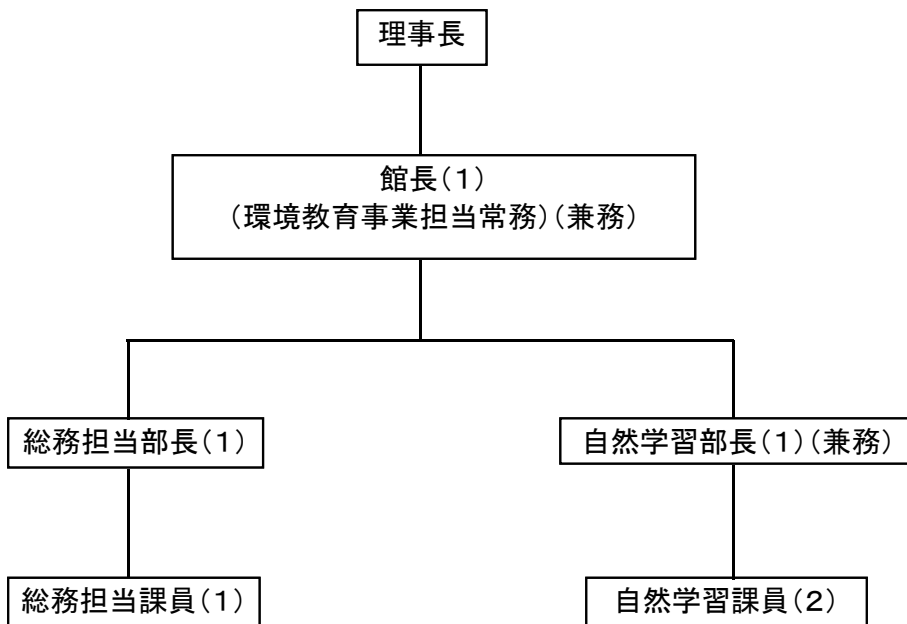 理事長
館長(1)
(環境教育事業担当常務)(兼務)
総務担当部長(1)
自然学習部長(1)(兼務)
総務担当課員(1)
自然学習課員(2)